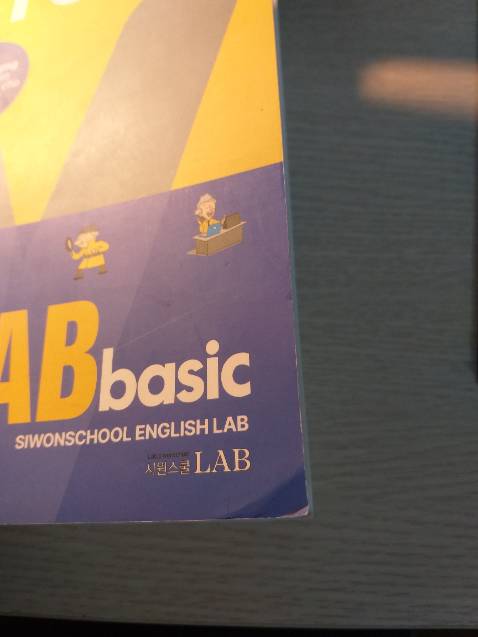 AB basic
SIWONSCHOOL ENGLISH LAB
시원스쿨 LAB